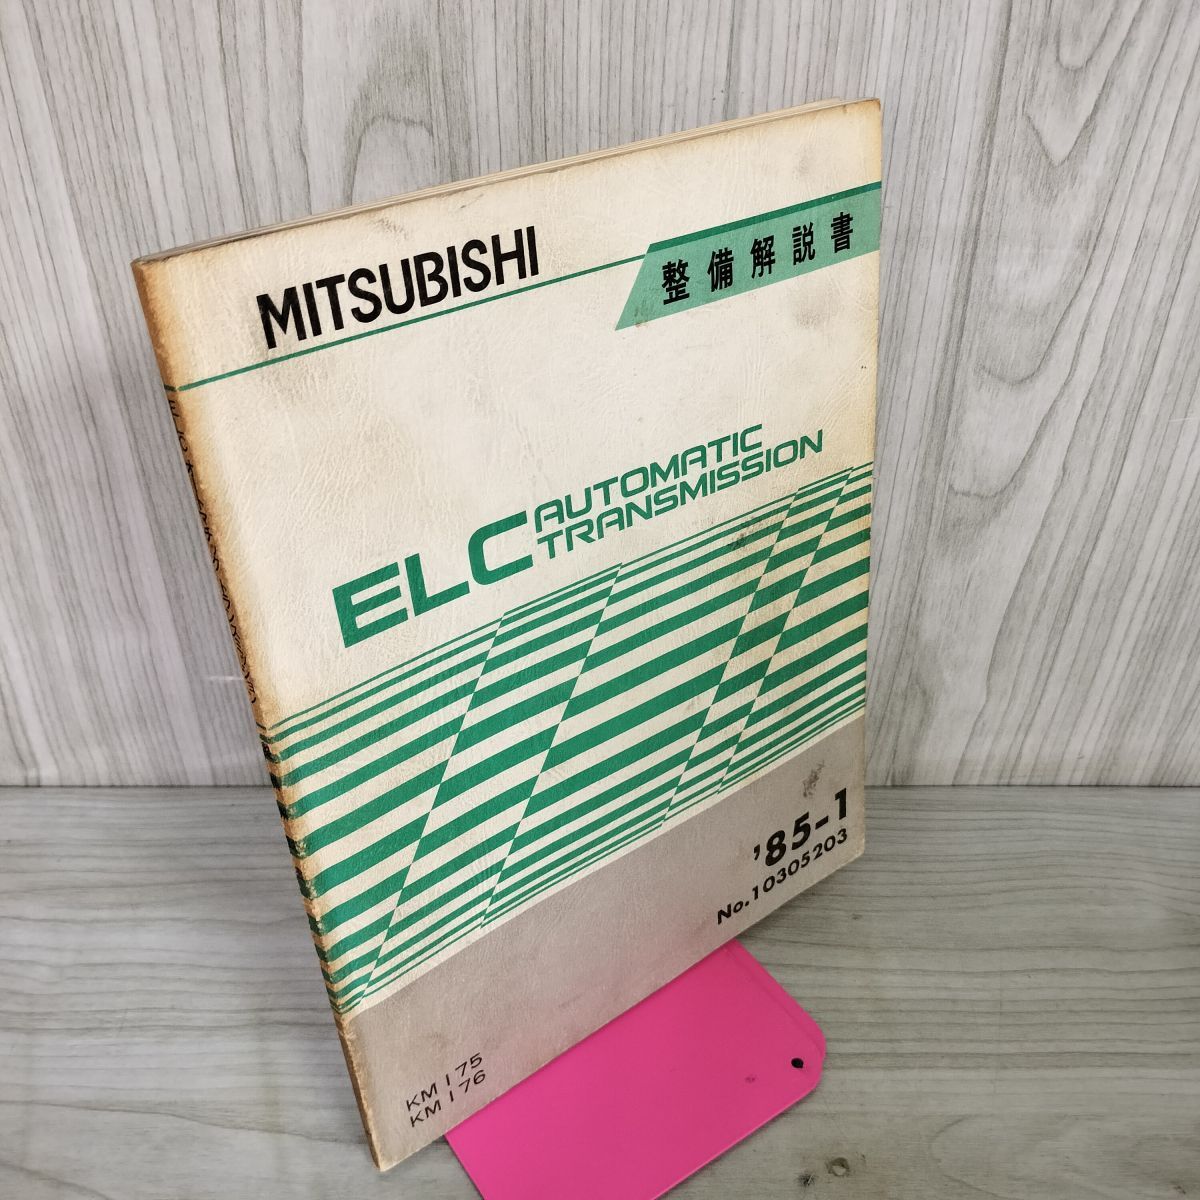 MITSUBISHI
整備解説書
ELC AUTOMATIC
TRANSMISSION
'85-1
No.10305203
KM175
KM176